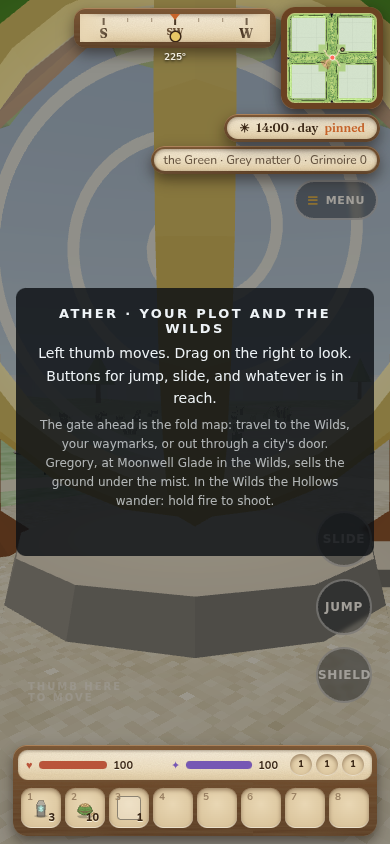 S SW W
225°
14:00 · day pinned
the Green · Grey matter 0 · Grimoire 0
MENU
ATHER · YOUR PLOT AND THE
WILDS
Left thumb moves. Drag on the right to look.
Buttons for jump, slide, and whatever is in
reach.
The gate ahead is the fold map: travel to the Wilds,
your waymarks, or out through a city's door.
Gregory, at Moonwell Glade in the Wilds, sells the
ground under the mist. In the Wilds the Hollows
wander: hold fire to shoot.
SLIDE
JUMP
SHIELD
THUMB HERE
TO MOVE
100 100 1 1 1
1 2 3 4 5 6 7 8
3 10 1